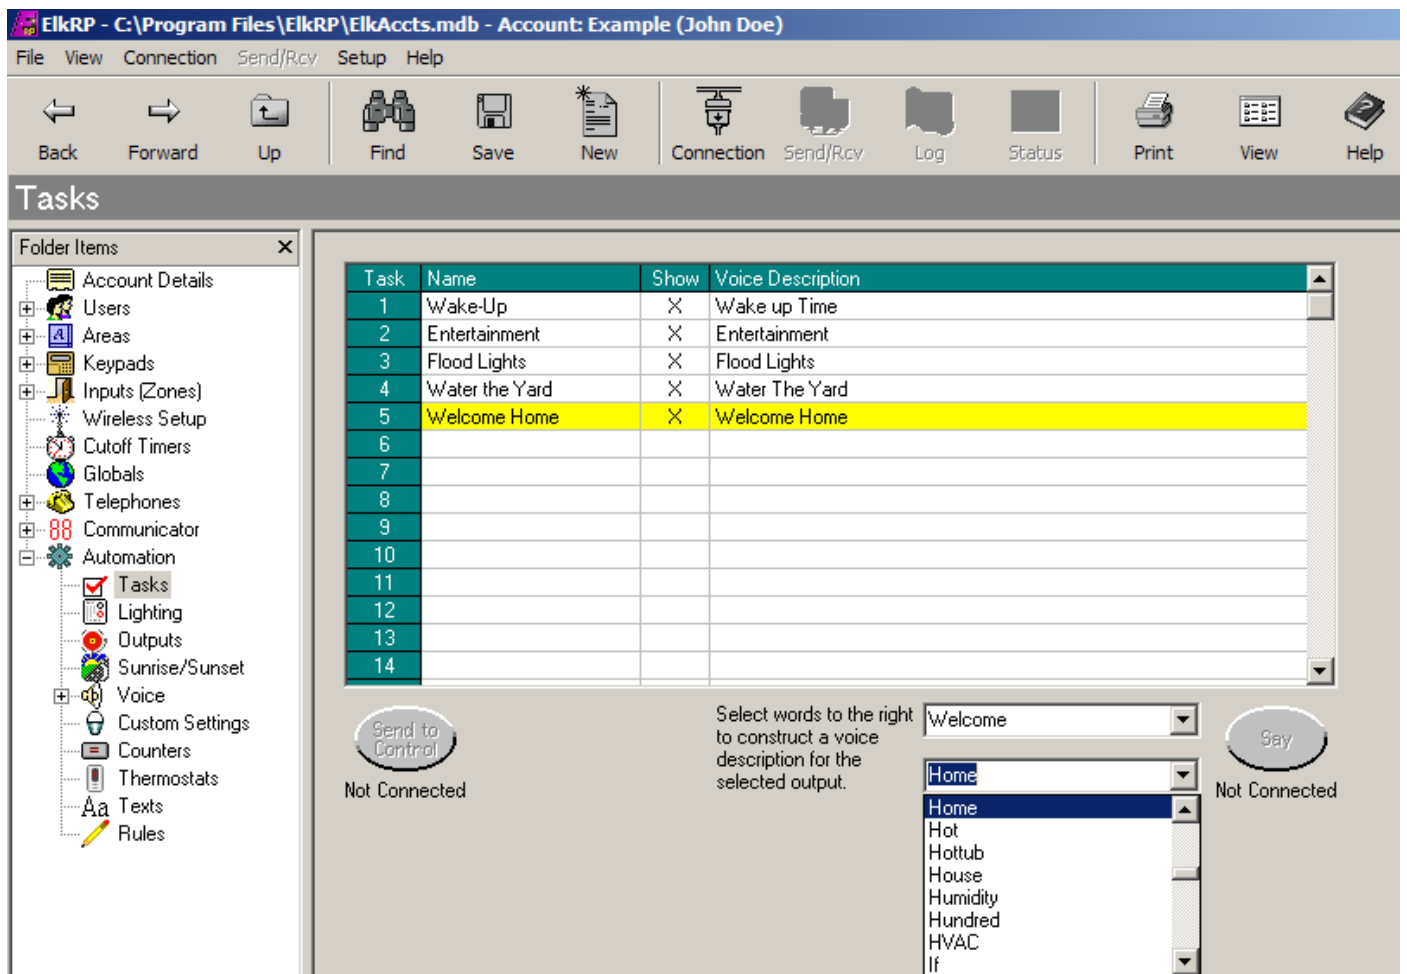 ElkRP - C:\Program Files\ElkRP\ElkAccts.mdb - Account: Example (John Doe)
File View Connection Send/Rcv Setup Help
Back Forward Up Find Save New Connection Send/Rcv Log Status Print View Help
Tasks
Folder Items
Account Details
Users
Areas
Keypads
Inputs (Zones)
Wireless Setup
Cutoff Timers
Globals
Telephones
88 Communicator
Automation
Tasks
Lighting
Outputs
Sunrise/Sunset
Voice
Custom Settings
Counters
Thermostats
Aa Texts
Rules
Task Name Show Voice Description
1 Wake-Up X Wake up Time
2 Entertainment X Entertainment
3 Flood Lights X Flood Lights
4 Water the Yard X Water The Yard
5 Welcome Home X Welcome Home
6
7
8
9
10
11
12
13
14
Send to
Control
Not Connected
Select words to the right
to construct a voice
description for the
selected output.
Welcome
Home
Home
Hot
Hottub
House
Humidity
Hundred
HVAC
If
Say
Not Connected